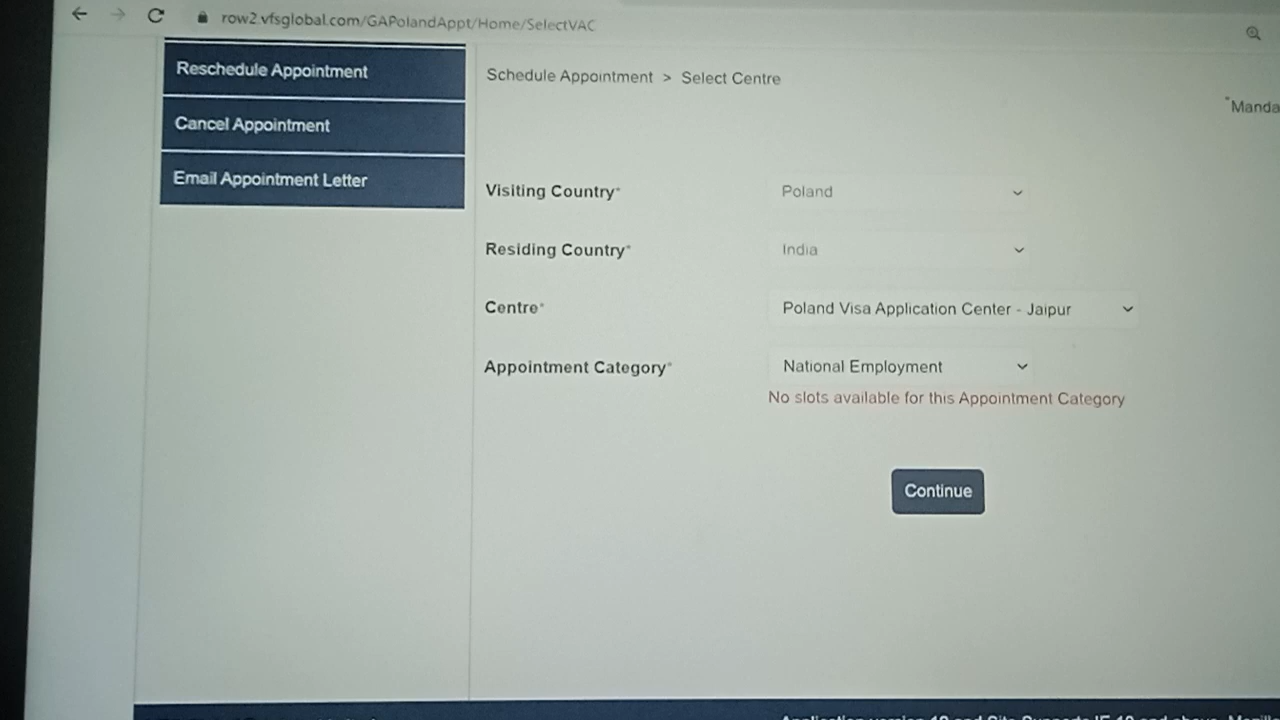 row2.vfsglobal.com/GAPolandAppt/Home/SelectVAC
Reschedule Appointment
Cancel Appointment
Email Appointment Letter
Schedule Appointment > Select Centre
*Manda
Visiting Country*
Poland
Residing Country*
India
Centre*
Poland Visa Application Center - Jaipur
Appointment Category*
National Employment
No slots available for this Appointment Category
Continue